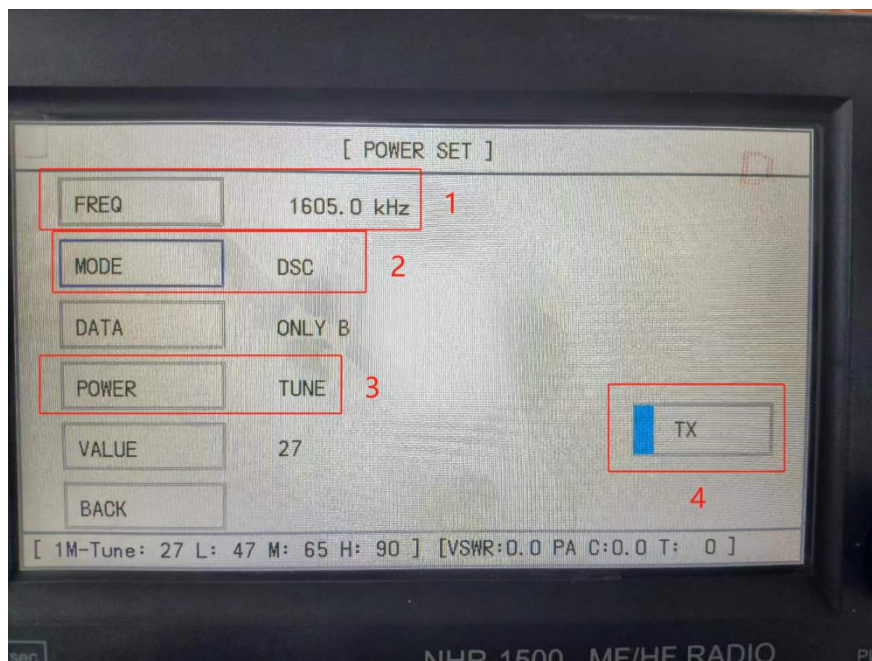 [ POWER SET ]
FREQ 1605.0 kHz 1
MODE DSC 2
DATA ONLY B
POWER TUNE 3
VALUE 27
TX
BACK
4
[ 1M-Tune: 27 L: 47 M: 65 H: 90 ] [VSWR:0.0 PA C:0.0 T: 0 ]
sec
NHR-1500 MF/HF RADIO